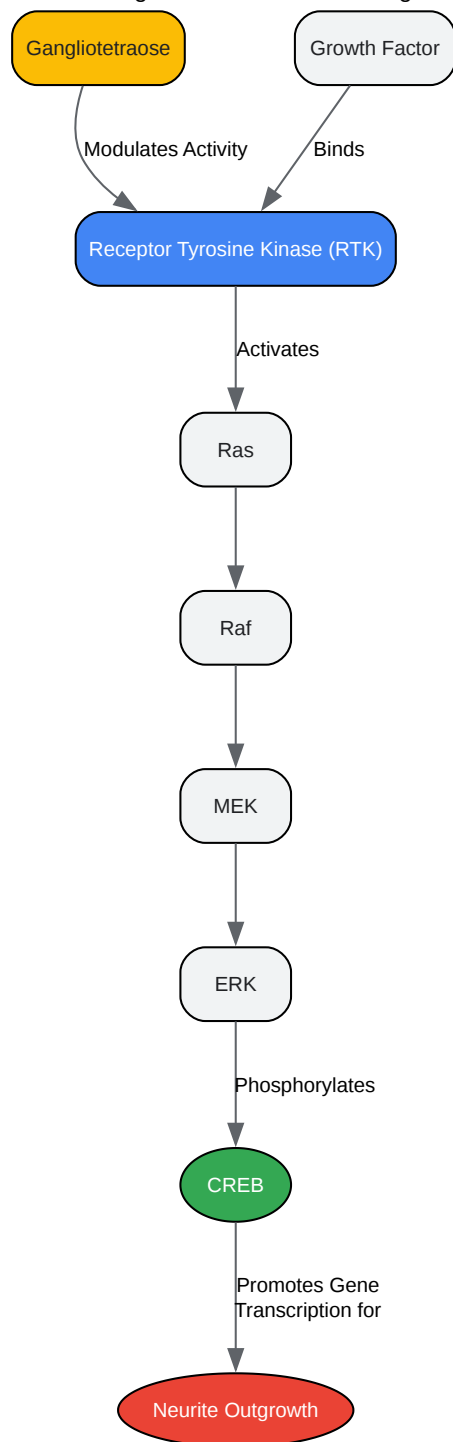 Gangliotetraose
Growth Factor
Modulates Activity
Binds
Receptor Tyrosine Kinase (RTK)
Activates
Ras
Raf
MEK
ERK
Phosphorylates
CREB
Promotes Gene
Transcription for
Neurite Outgrowth